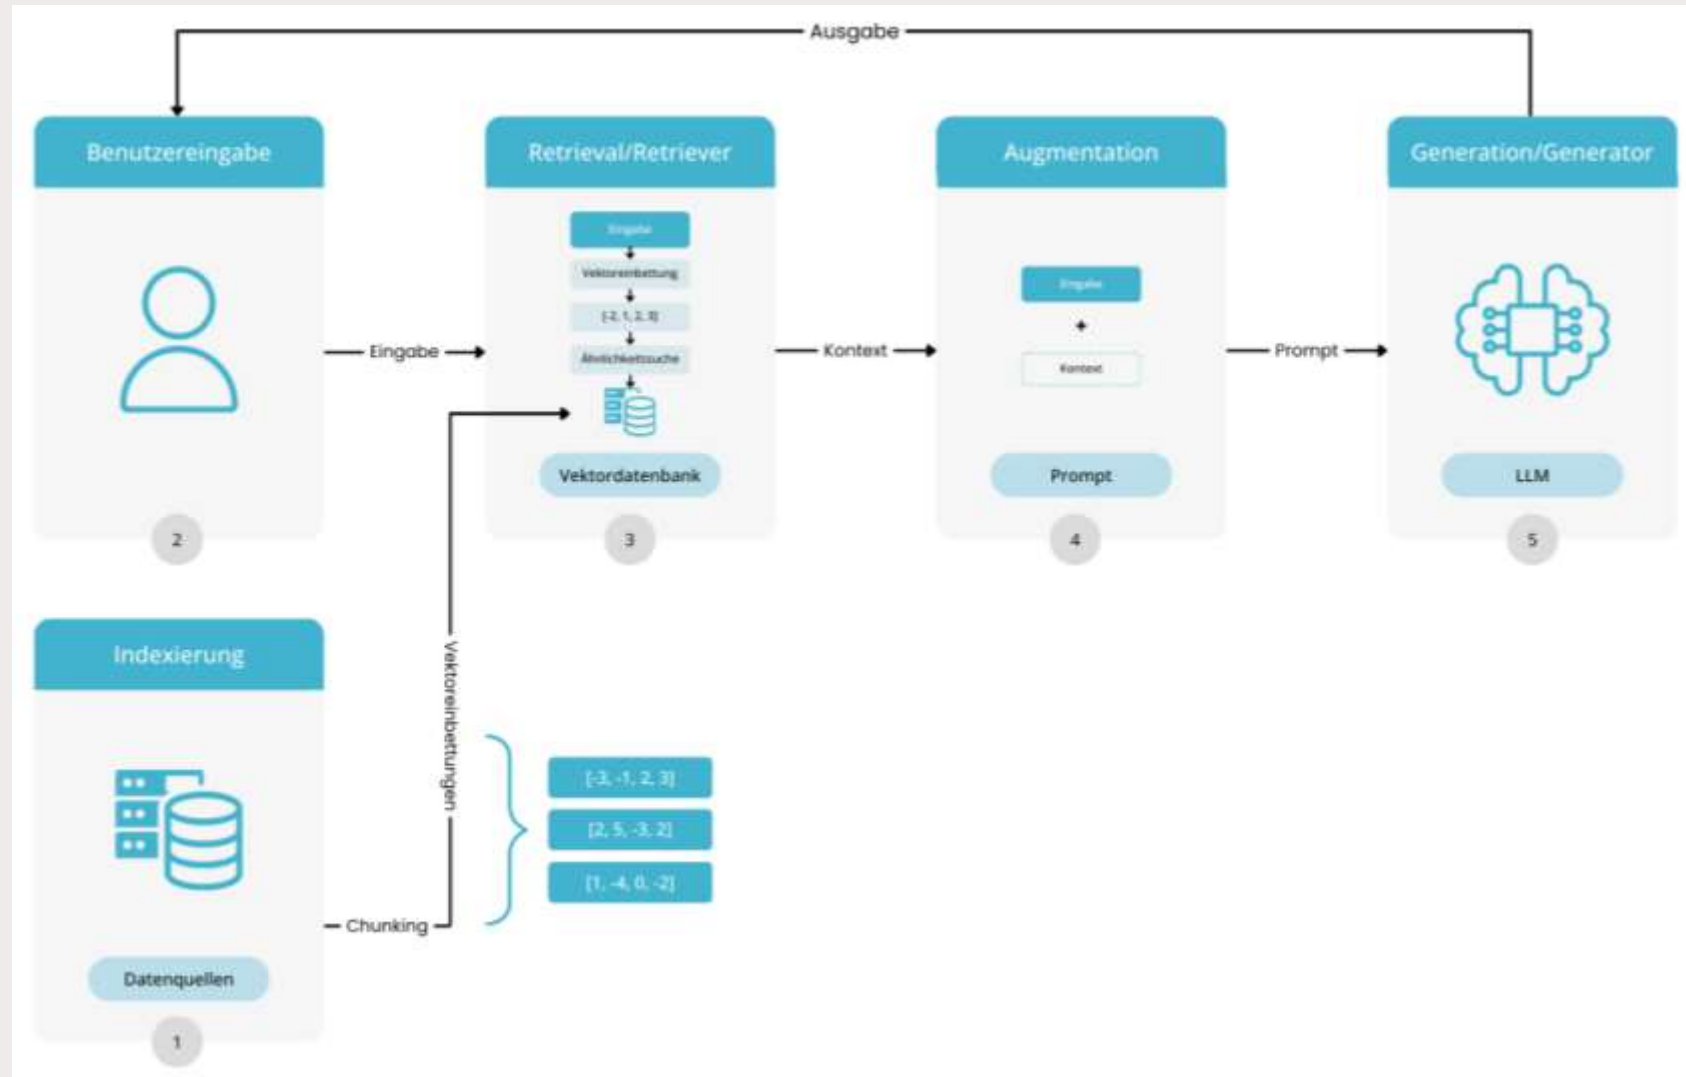 Ausgabe
Benutzereingabe
Retrieval/Retriever
Augmentation
Generation/Generator
Eingabe
Vektoreinbettung
[-2, 1, 2, 3]
Ähnlichkeitssuche
Eingabe
+
Kontext
Eingabe
Kontext
Prompt
Vektordatenbank
Prompt
LLM
2
3
4
5
Indexierung
Vektoreinbettungen
[-3, -1, 2, 3]
[2, 5, -3, 2]
[1, -4, 0, -2]
Chunking
Datenquellen
1